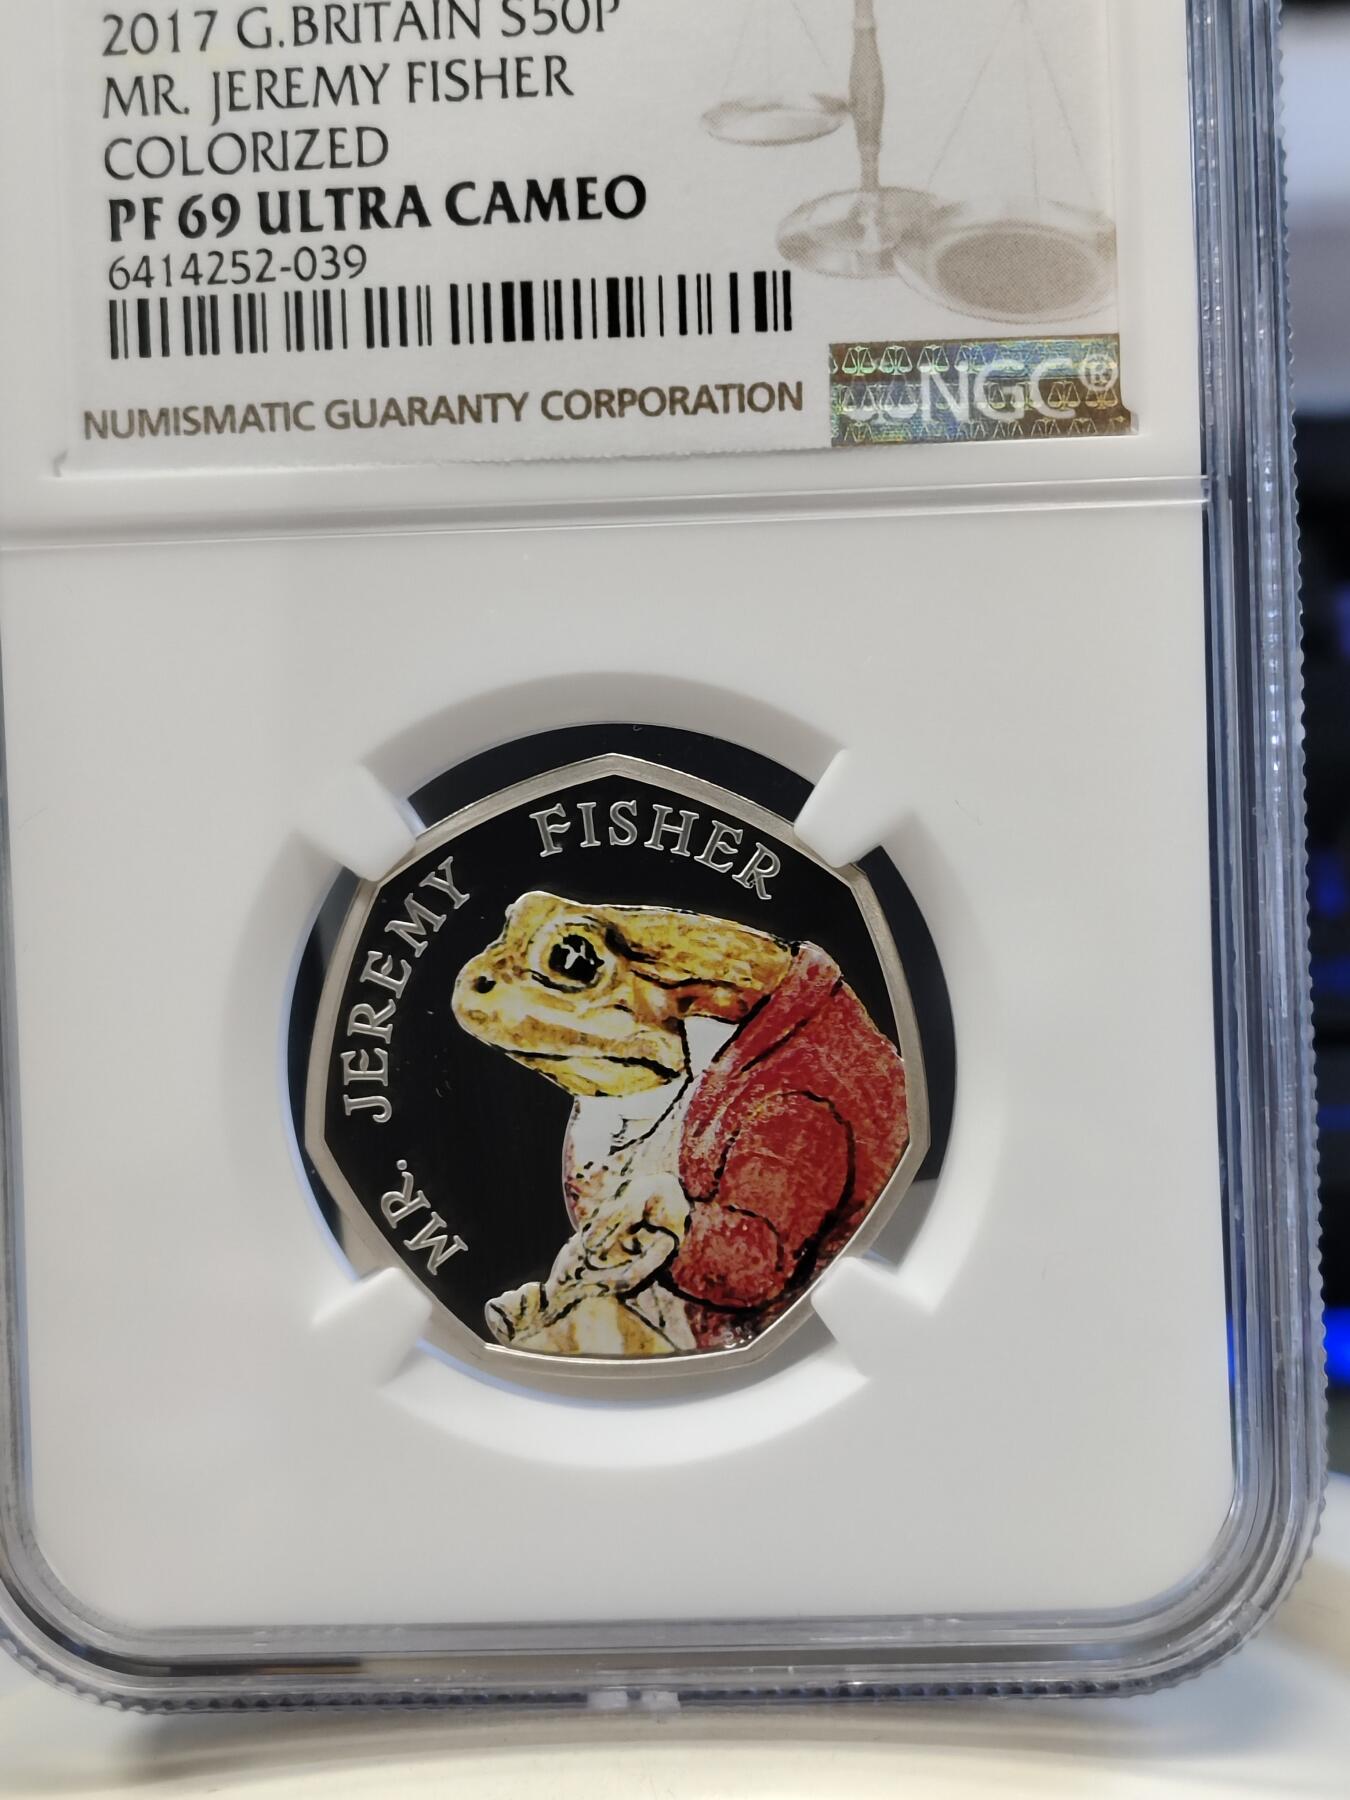 2017 G.BRITAIN S50P
MR. JEREMY FISHER
COLORIZED
PF 69 ULTRA CAMEO
6414252-039
NUMISMATIC GUARANTY CORPORATION
NGC®
MR. JEREMY FISHER